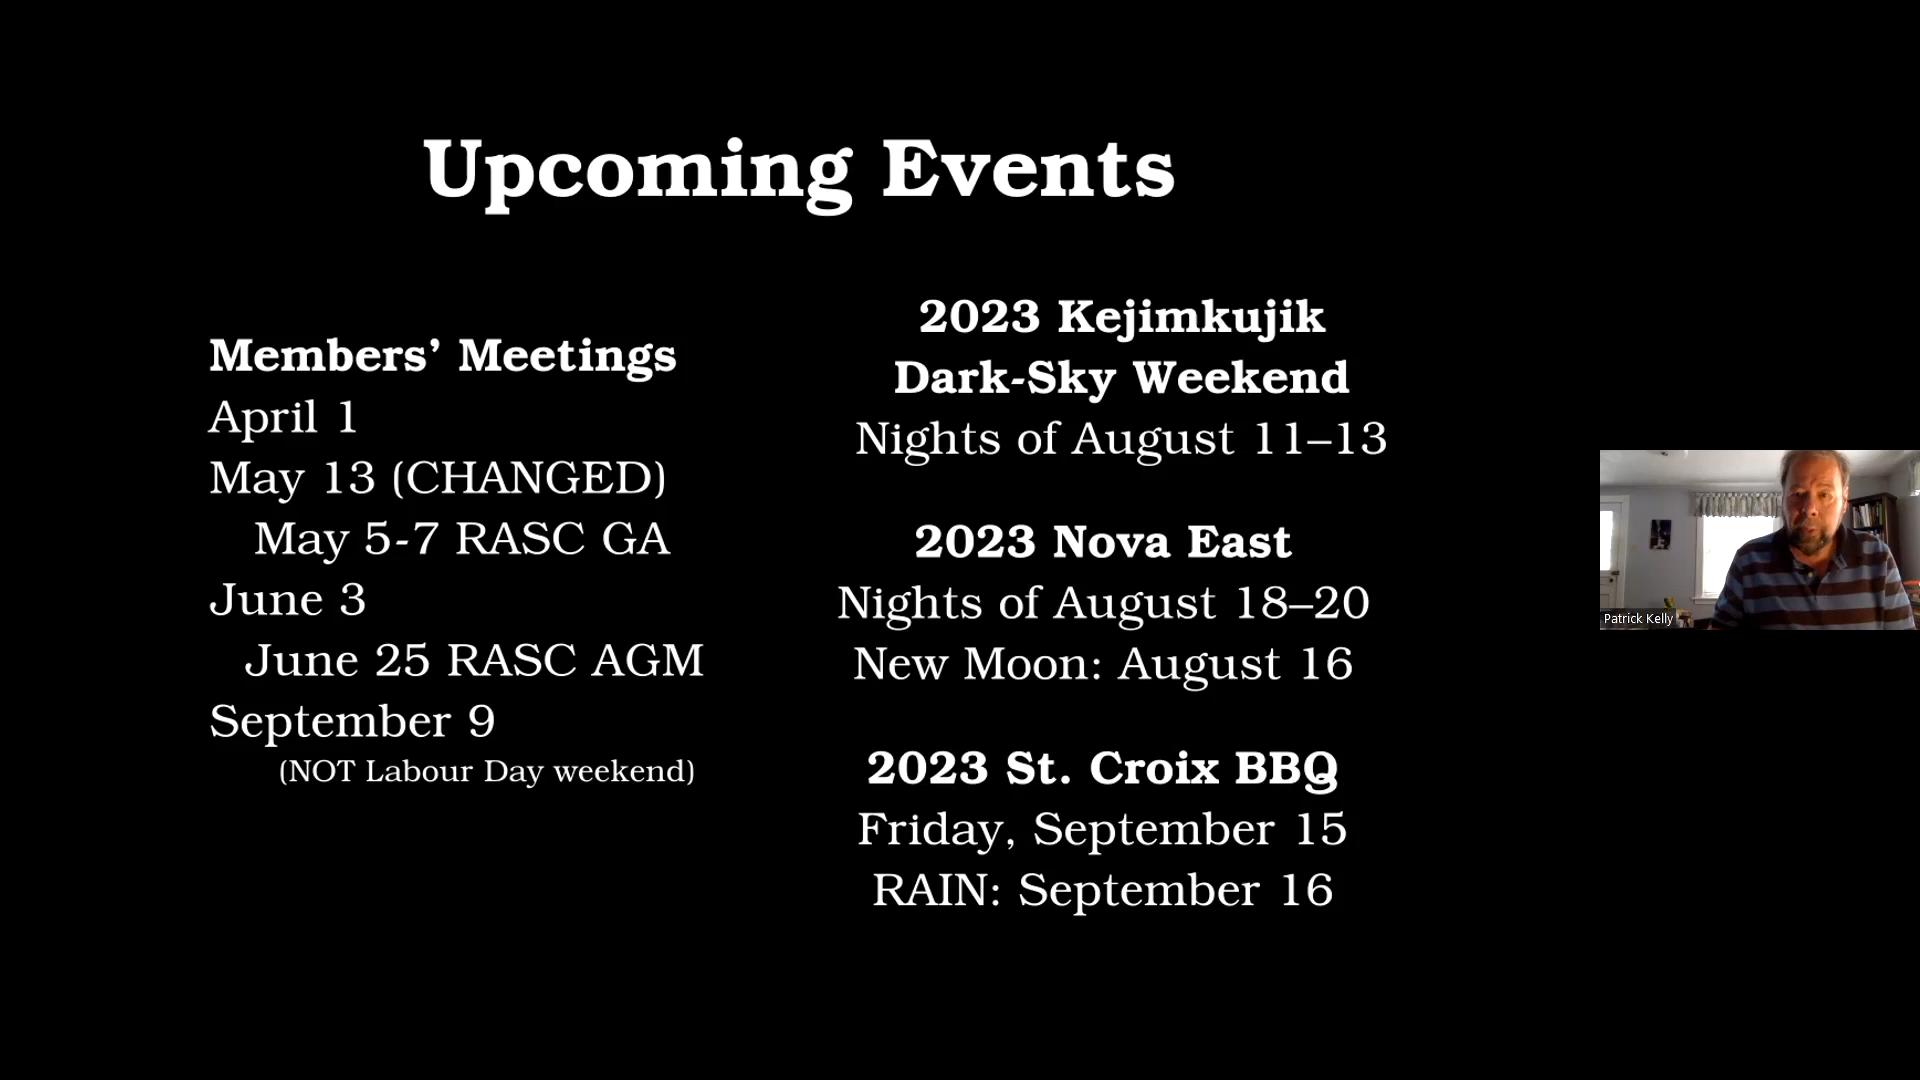 Upcoming Events
Members’ Meetings
April 1
May 13 (CHANGED)
May 5-7 RASC GA
June 3
June 25 RASC AGM
September 9
(NOT Labour Day weekend)
2023 Kejimkujik
Dark-Sky Weekend
Nights of August 11–13
2023 Nova East
Nights of August 18–20
New Moon: August 16
2023 St. Croix BBQ
Friday, September 15
RAIN: September 16
Patrick Kelly